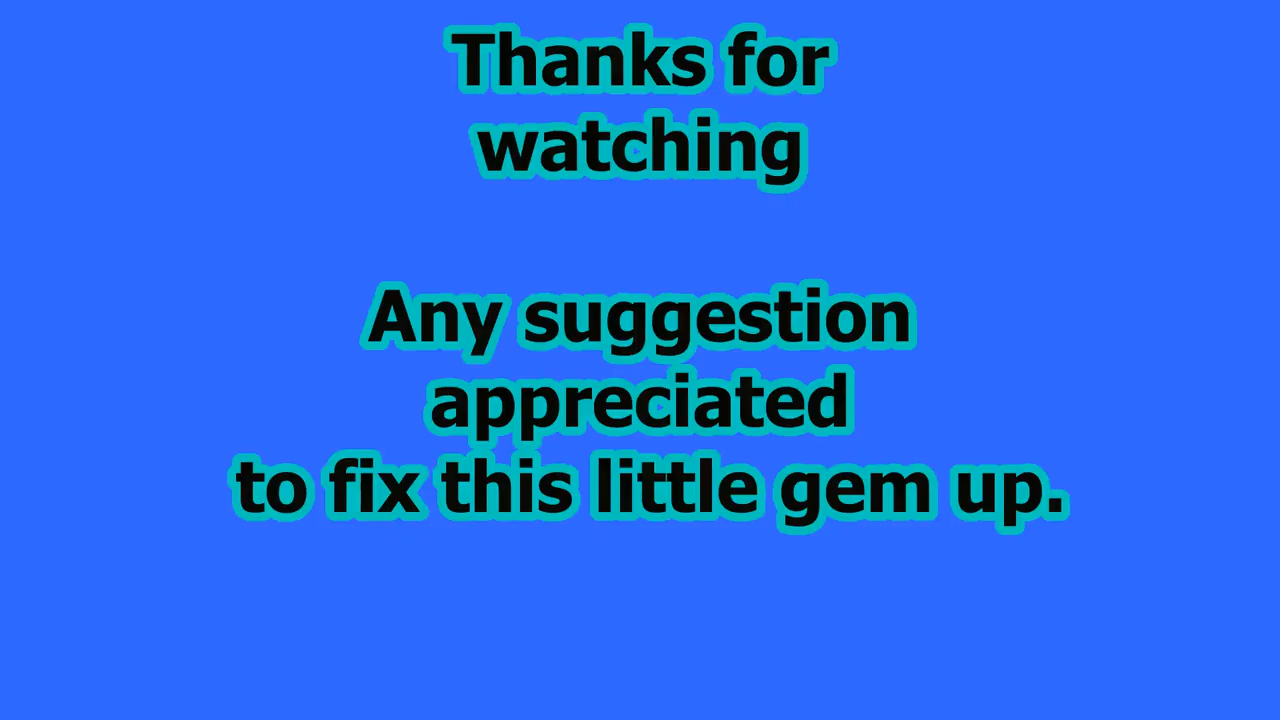 Thanks for
watching
Any suggestion
appreciated
to fix this little gem up.